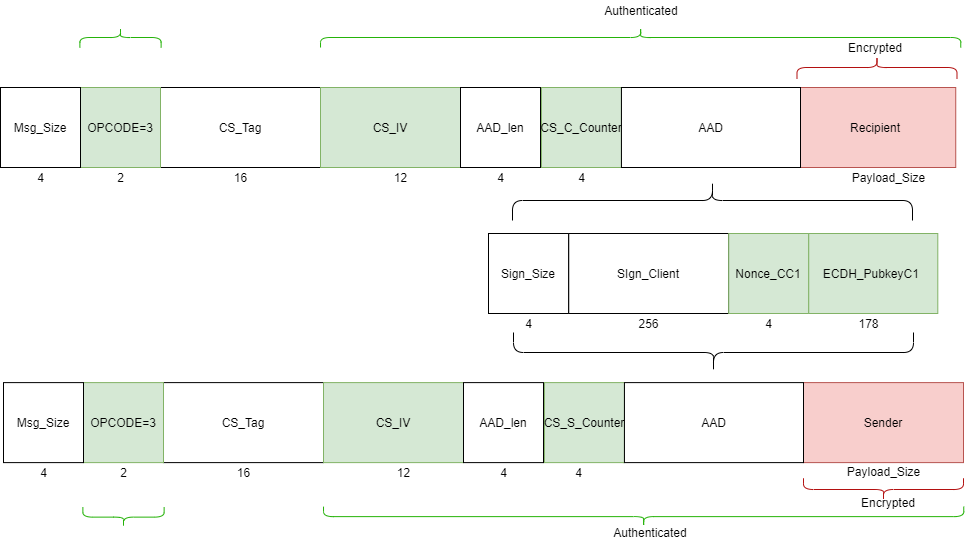 Authenticated
Encrypted
Msg_Size OPCODE=3 CS_Tag CS_IV AAD_len CS_C_Counter AAD Recipient
4 2 16 12 4 4 Payload_Size
Sign_Size SIgn_Client Nonce_CC1 ECDH_PubkeyC1
4 256 4 178
Msg_Size OPCODE=3 CS_Tag CS_IV AAD_len CS_S_Counter AAD Sender
4 2 16 12 4 4 Payload_Size
Encrypted
Authenticated